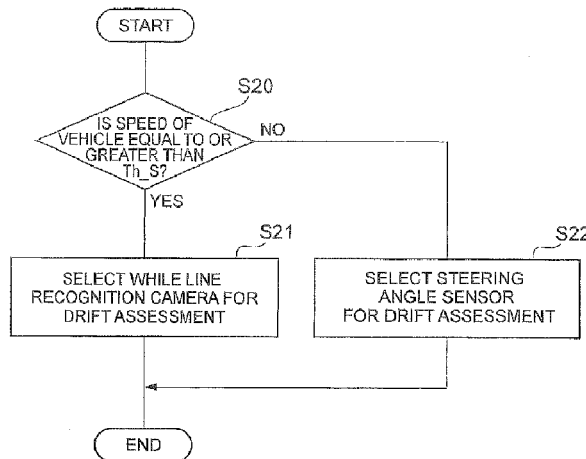 START
S20
IS SPEED OF
VEHICLE EQUAL TO OR
GREATER THAN
Th_S?
NO
YES
S21
SELECT WHILE LINE
RECOGNITION CAMERA FOR
DRIFT ASSESSMENT
S22
SELECT STEERING
ANGLE SENSOR
FOR DRIFT ASSESSMENT
END